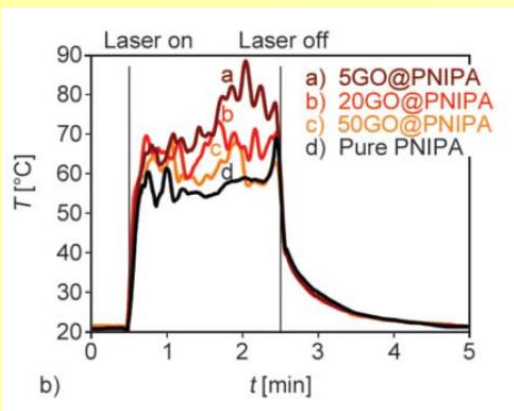 Laser on Laser off
90
80
70
60
50
40
30
20
T [°C]
a
b
c
d
a) 5GO@PNIPA
b) 20GO@PNIPA
c) 50GO@PNIPA
d) Pure PNIPA
0 1 2 3 4 5
b) t [min]